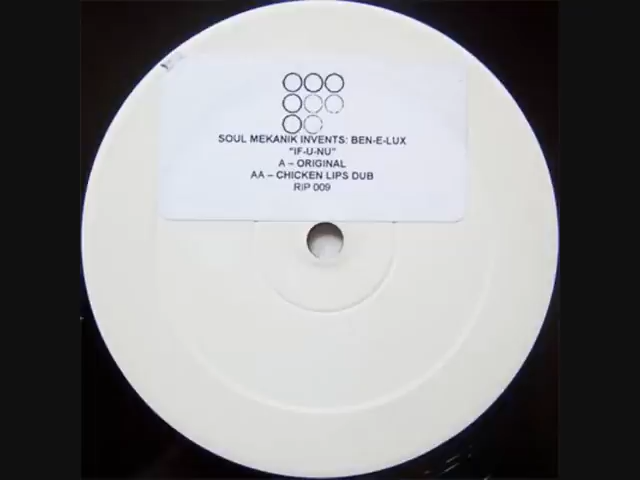 SOUL MEKANIK INVENTS: BEN-E-LUX
"IF-U-NU"
A – ORIGINAL
AA – CHICKEN LIPS DUB
RIP 009